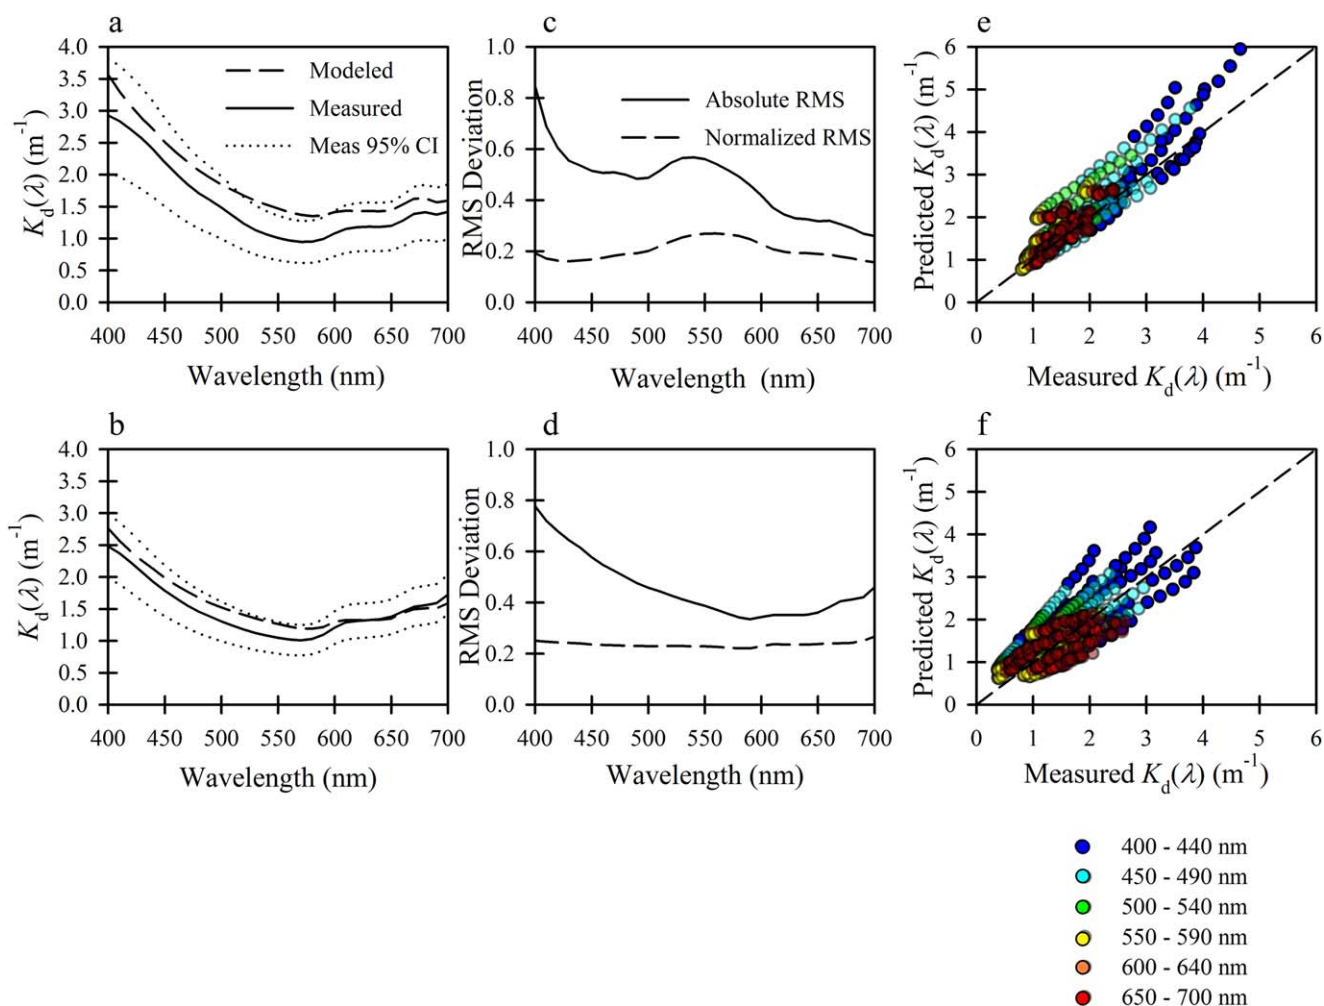 a
4.0
3.5
3.0
2.5
2.0
1.5
1.0
0.5
0.0
Kd(λ) (m-1)
Modeled
Measured
Meas 95% CI
400 450 500 550 600 650 700
Wavelength (nm)
c
1.0
0.8
0.6
0.4
0.2
0.0
RMS Deviation
Absolute RMS
Normalized RMS
400 450 500 550 600 650 700
Wavelength (nm)
e
6
5
4
3
2
1
0
Predicted Kd(λ) (m-1)
0 1 2 3 4 5 6
Measured Kd(λ) (m-1)
b
4.0
3.5
3.0
2.5
2.0
1.5
1.0
0.5
0.0
Kd(λ) (m-1)
400 450 500 550 600 650 700
Wavelength (nm)
d
1.0
0.8
0.6
0.4
0.2
0.0
RMS Deviation
400 450 500 550 600 650 700
Wavelength (nm)
f
6
5
4
3
2
1
0
Predicted Kd(λ) (m-1)
0 1 2 3 4 5 6
Measured Kd(λ) (m-1)
400 - 440 nm
450 - 490 nm
500 - 540 nm
550 - 590 nm
600 - 640 nm
650 - 700 nm